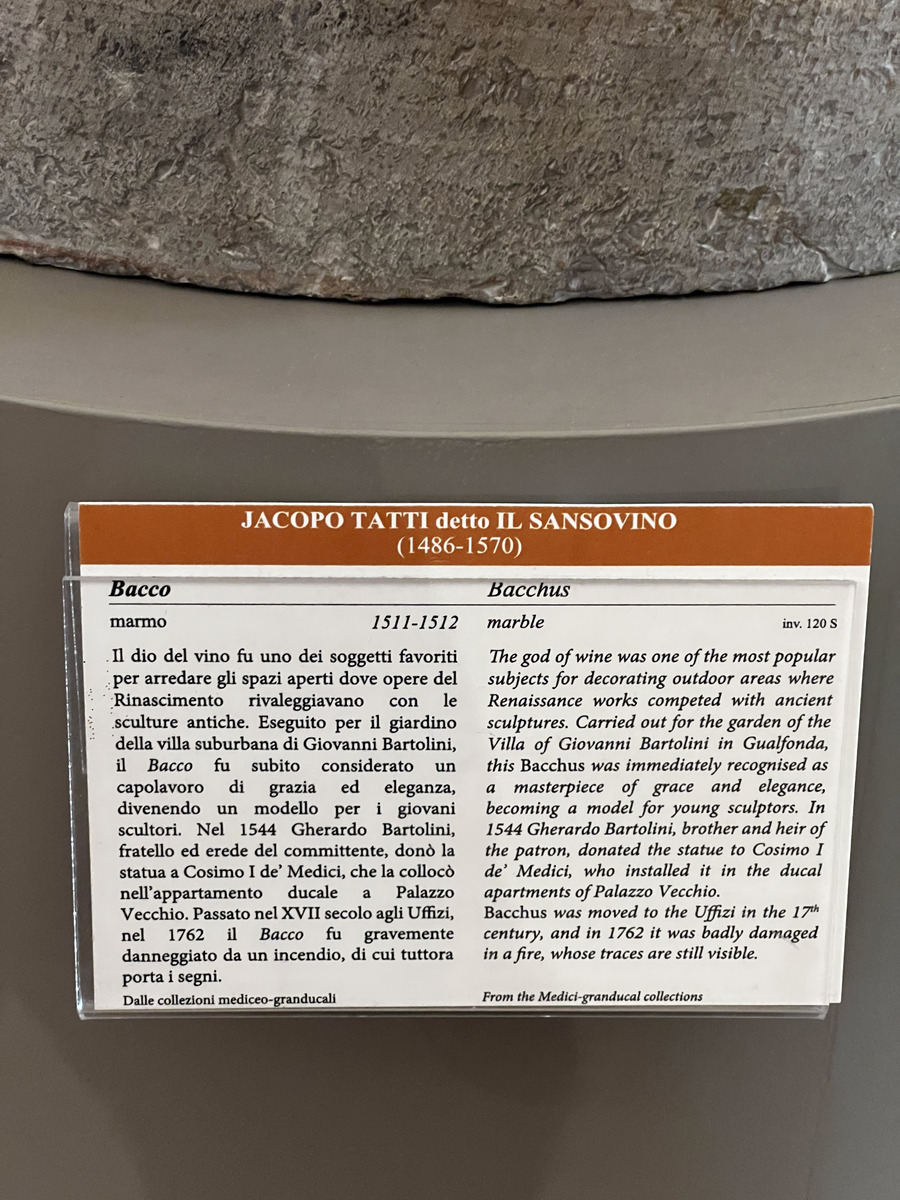 JACOPO TATTI detto IL SANSOVINO
(1486-1570)
Bacco
marmo 1511-1512
Il dio del vino fu uno dei soggetti favoriti
per arredare gli spazi aperti dove opere del
Rinascimento rivaleggiavano con le
sculture antiche. Eseguito per il giardino
della villa suburbana di Giovanni Bartolini,
il Bacco fu subito considerato un
capolavoro di grazia ed eleganza,
divenendo un modello per i giovani
scultori. Nel 1544 Gherardo Bartolini,
fratello ed erede del committente, donò la
statua a Cosimo I de’ Medici, che la collocò
nell’appartamento ducale a Palazzo
Vecchio. Passato nel XVII secolo agli Uffizi,
nel 1762 il Bacco fu gravemente
danneggiato da un incendio, di cui tuttora
porta i segni.
Dalle collezioni mediceo-granducali
Bacchus
marble inv. 120 S
The god of wine was one of the most popular
subjects for decorating outdoor areas where
Renaissance works competed with ancient
sculptures. Carried out for the garden of the
Villa of Giovanni Bartolini in Gualfonda,
this Bacchus was immediately recognised as
a masterpiece of grace and elegance,
becoming a model for young sculptors. In
1544 Gherardo Bartolini, brother and heir of
the patron, donated the statue to Cosimo I
de’ Medici, who installed it in the ducal
apartments of Palazzo Vecchio.
Bacchus was moved to the Uffizi in the 17th
century, and in 1762 it was badly damaged
in a fire, whose traces are still visible.
From the Medici-granducal collections